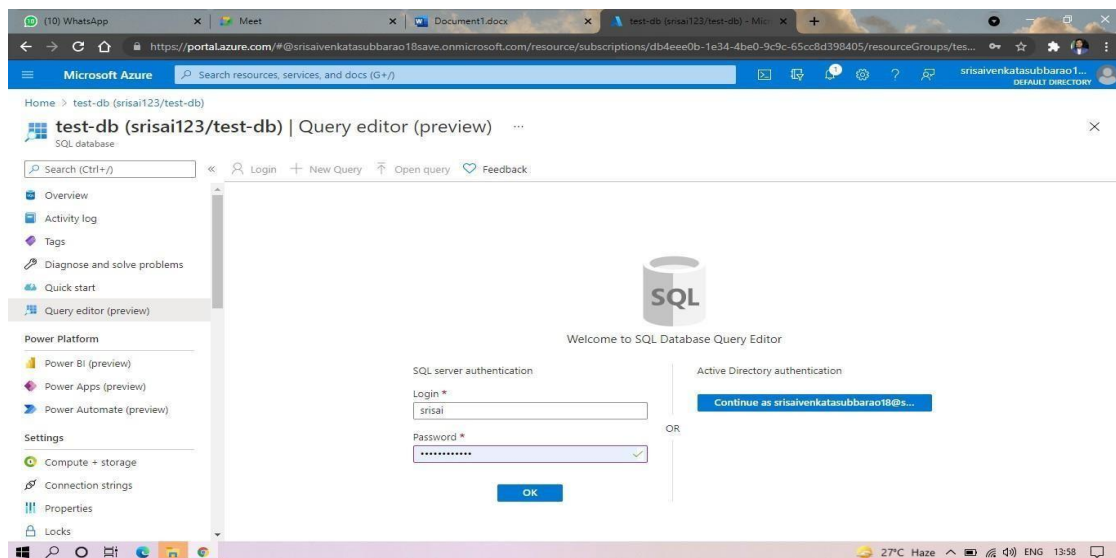 (10) WhatsApp
Meet
Document1.docx
test-db (srisai123/test-db) - Micr
https://portal.azure.com/#@srisaivenkatasubbarao18save.onmicrosoft.com/resource/subscriptions/db4eee0b-1e34-4be0-9c9c-65cc8d398405/resourceGroups/tes...
Microsoft Azure
Search resources, services, and docs (G+/)
1
srisaivenkatasubbarao1...
DEFAULT DIRECTORY
Home > test-db (srisai123/test-db)
test-db (srisai123/test-db) | Query editor (preview) ...
SQL database
Search (Ctrl+/)
«
Login
New Query
Open query
Feedback
Overview
Activity log
Tags
Diagnose and solve problems
Quick start
Query editor (preview)
Power Platform
Power BI (preview)
Power Apps (preview)
Power Automate (preview)
Settings
Compute + storage
Connection strings
Properties
Locks
SQL
Welcome to SQL Database Query Editor
SQL server authentication
Login *
srisai
Password *
••••••••••••
OK
OR
Active Directory authentication
Continue as srisaivenkatasubbarao18@s...
27°C Haze
ENG
13:58